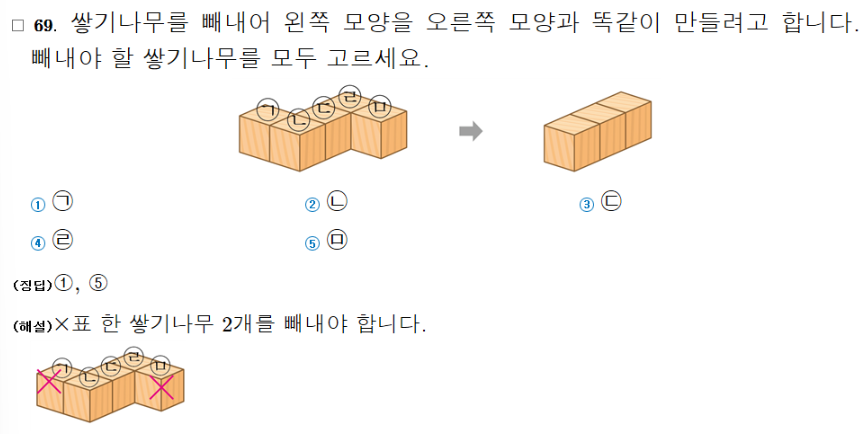 □ 69. 쌓기나무를 빼내어 왼쪽 모양을 오른쪽 모양과 똑같이 만들려고 합니다.
빼내야 할 쌓기나무를 모두 고르세요.
㉠ ㉡ ㉢ ㉣ ㉤
① ㉠ ② ㉡ ③ ㉢
④ ㉣ ⑤ ㉤
(정답)①, ⑤
(해설)×표 한 쌓기나무 2개를 빼내야 합니다.
㉠ ㉡ ㉢ ㉣ ㉤